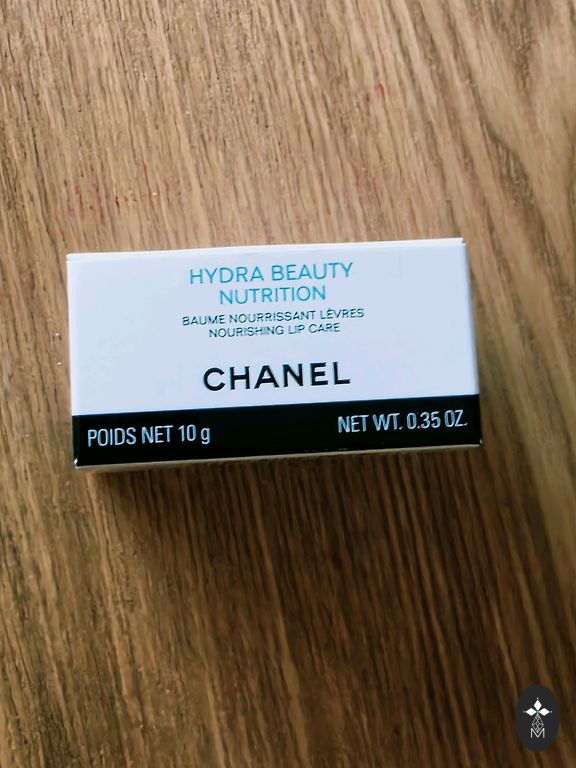 HYDRA BEAUTY
NUTRITION
BAUME NOURRISSANT LÈVRES
NOURISHING LIP CARE
CHANEL
POIDS NET 10 g
NET WT. 0.35 OZ.
M